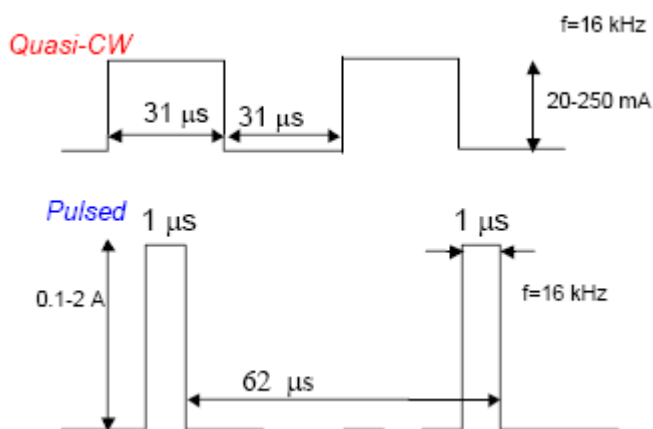 f=16 kHz
Quasi-CW
31 μs 31 μs
20-250 mA
Pulsed 1 μs 1 μs
0.1-2 A
f=16 kHz
62 μs